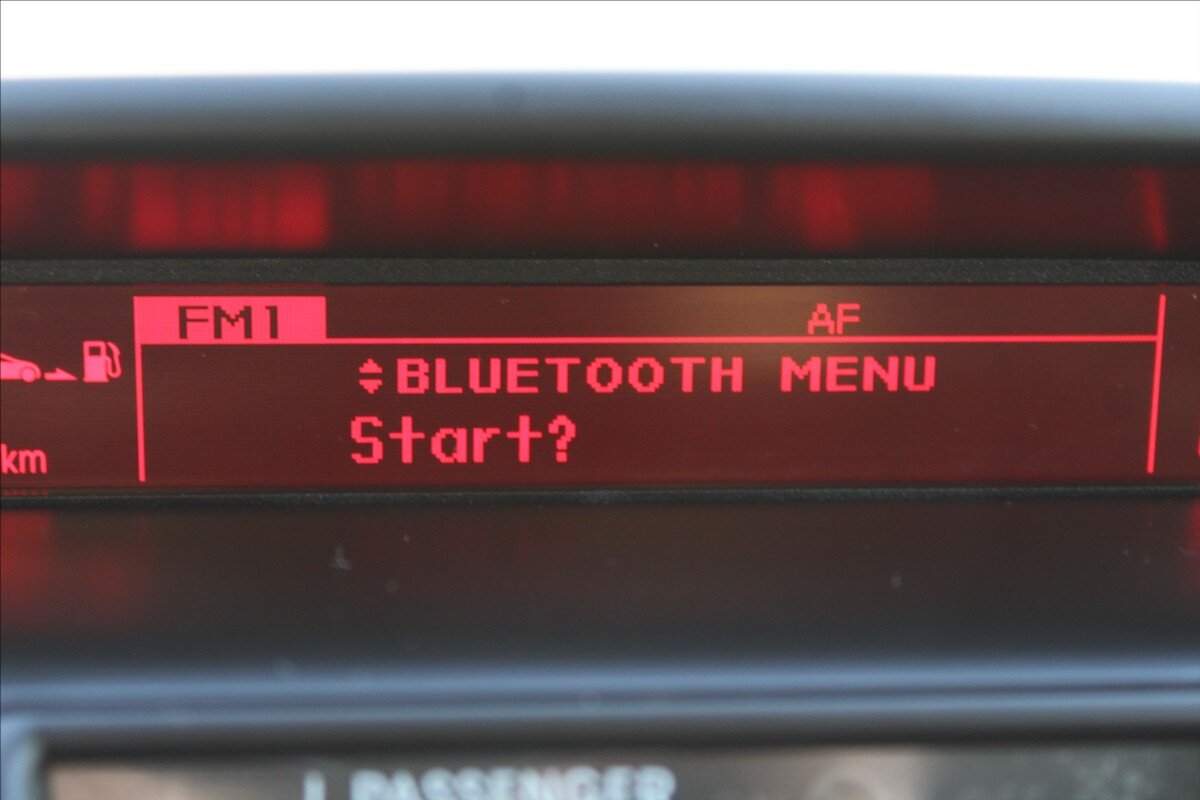 FM1
AF
BLUETOOTH MENU
Start?
km
PASSENGER